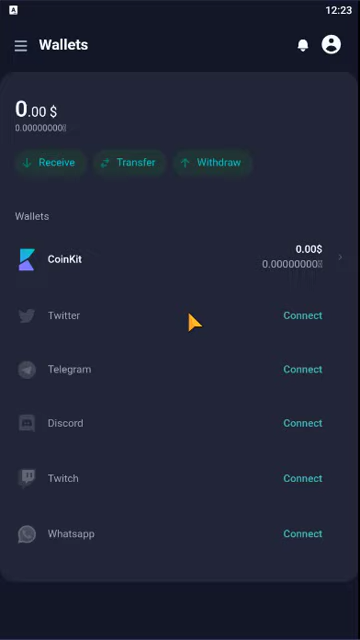 A
12:23
Wallets
0.00 $
0.00000000
Receive
Transfer
Withdraw
Wallets
CoinKit
0.00$
0.00000000
Twitter
Connect
Telegram
Connect
Discord
Connect
Twitch
Connect
Whatsapp
Connect